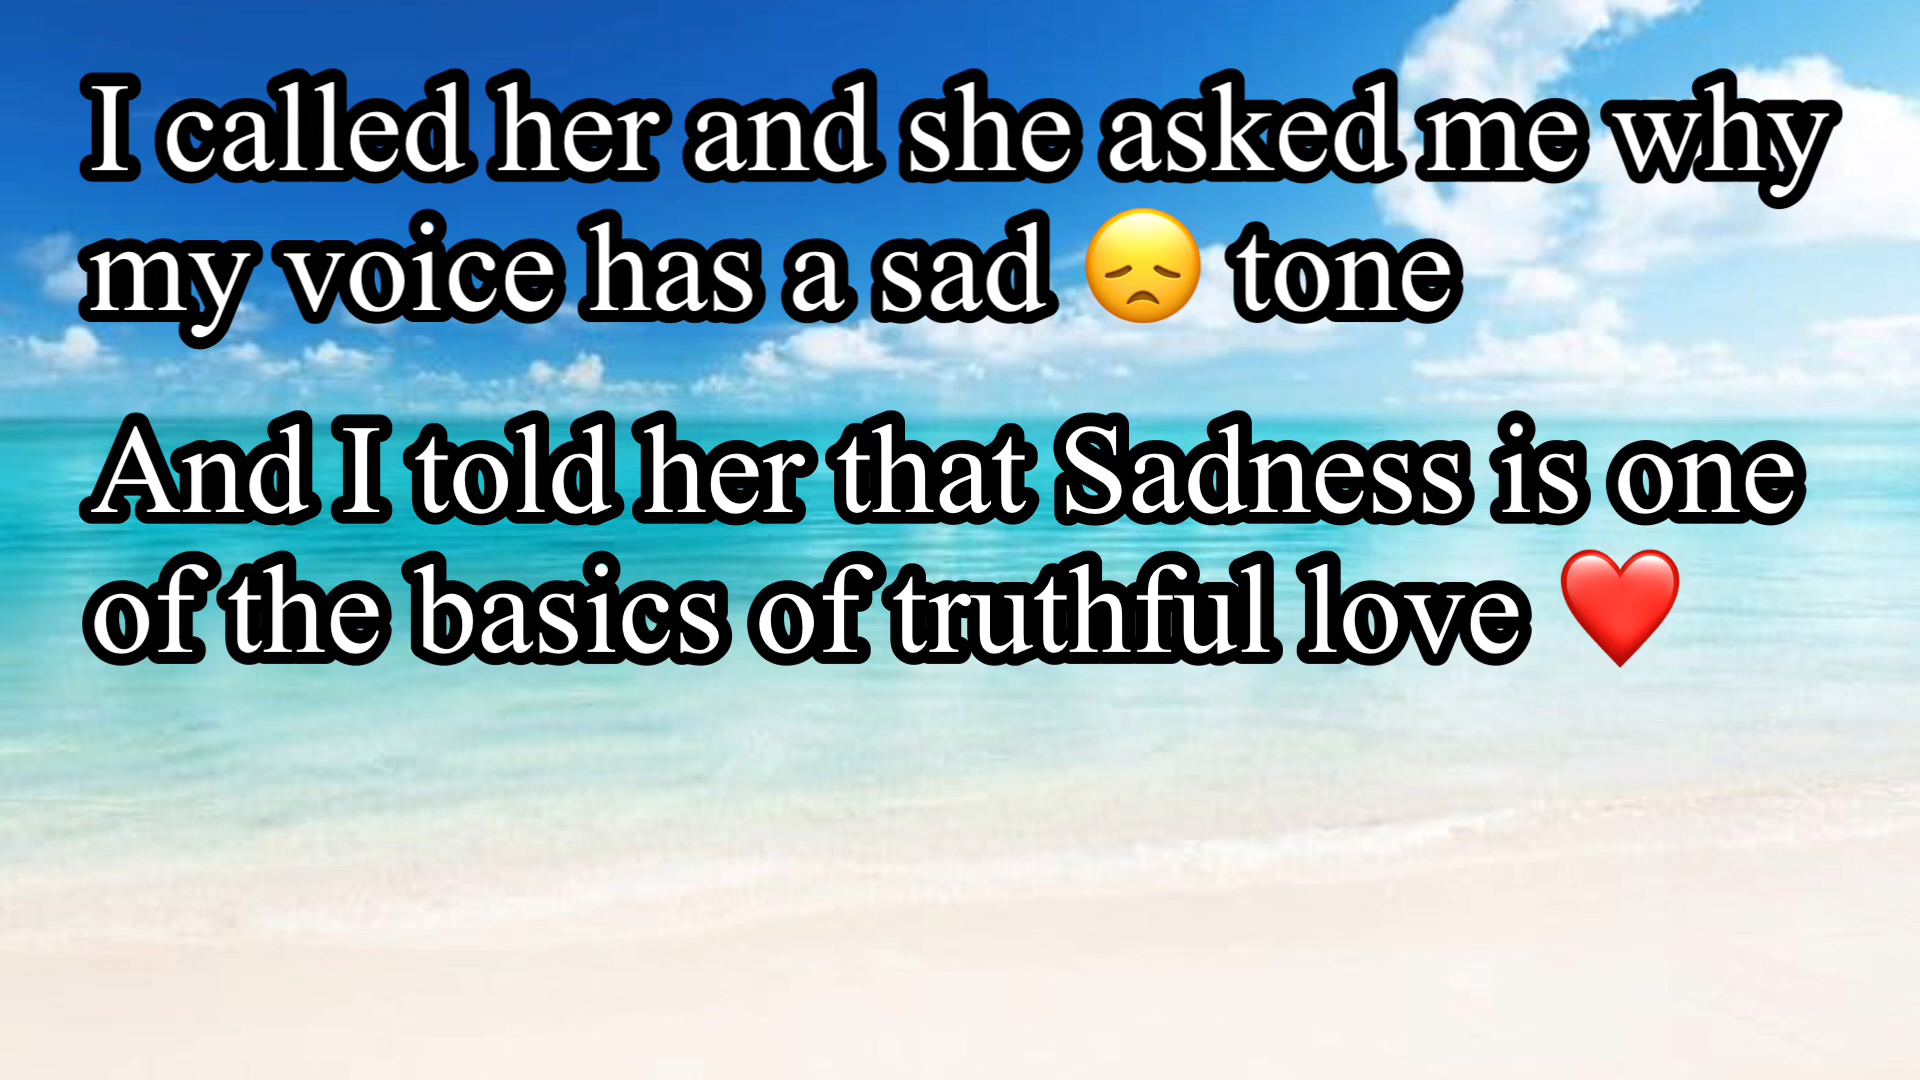 I called her and she asked me why
my voice has a sad 😞 tone
And I told her that Sadness is one
of the basics of truthful love ❤️